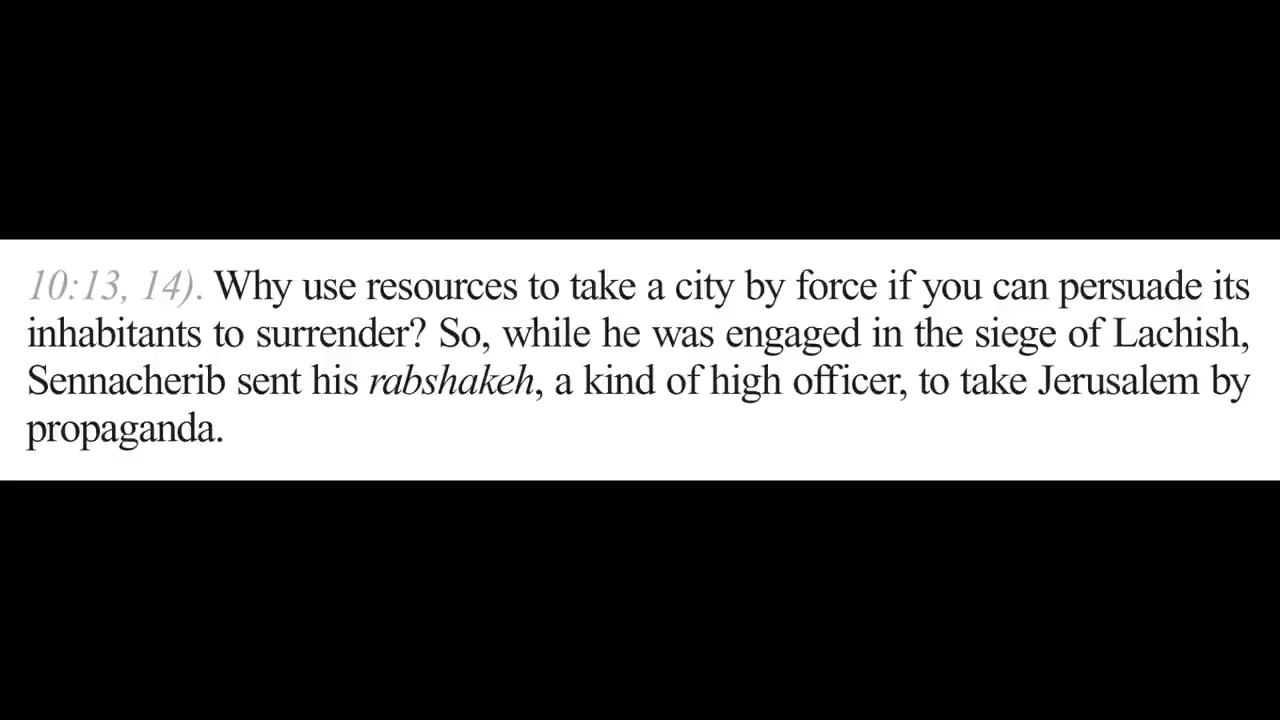 10:13, 14). Why use resources to take a city by force if you can persuade its
inhabitants to surrender? So, while he was engaged in the siege of Lachish,
Sennacherib sent his rabshakeh, a kind of high officer, to take Jerusalem by
propaganda.